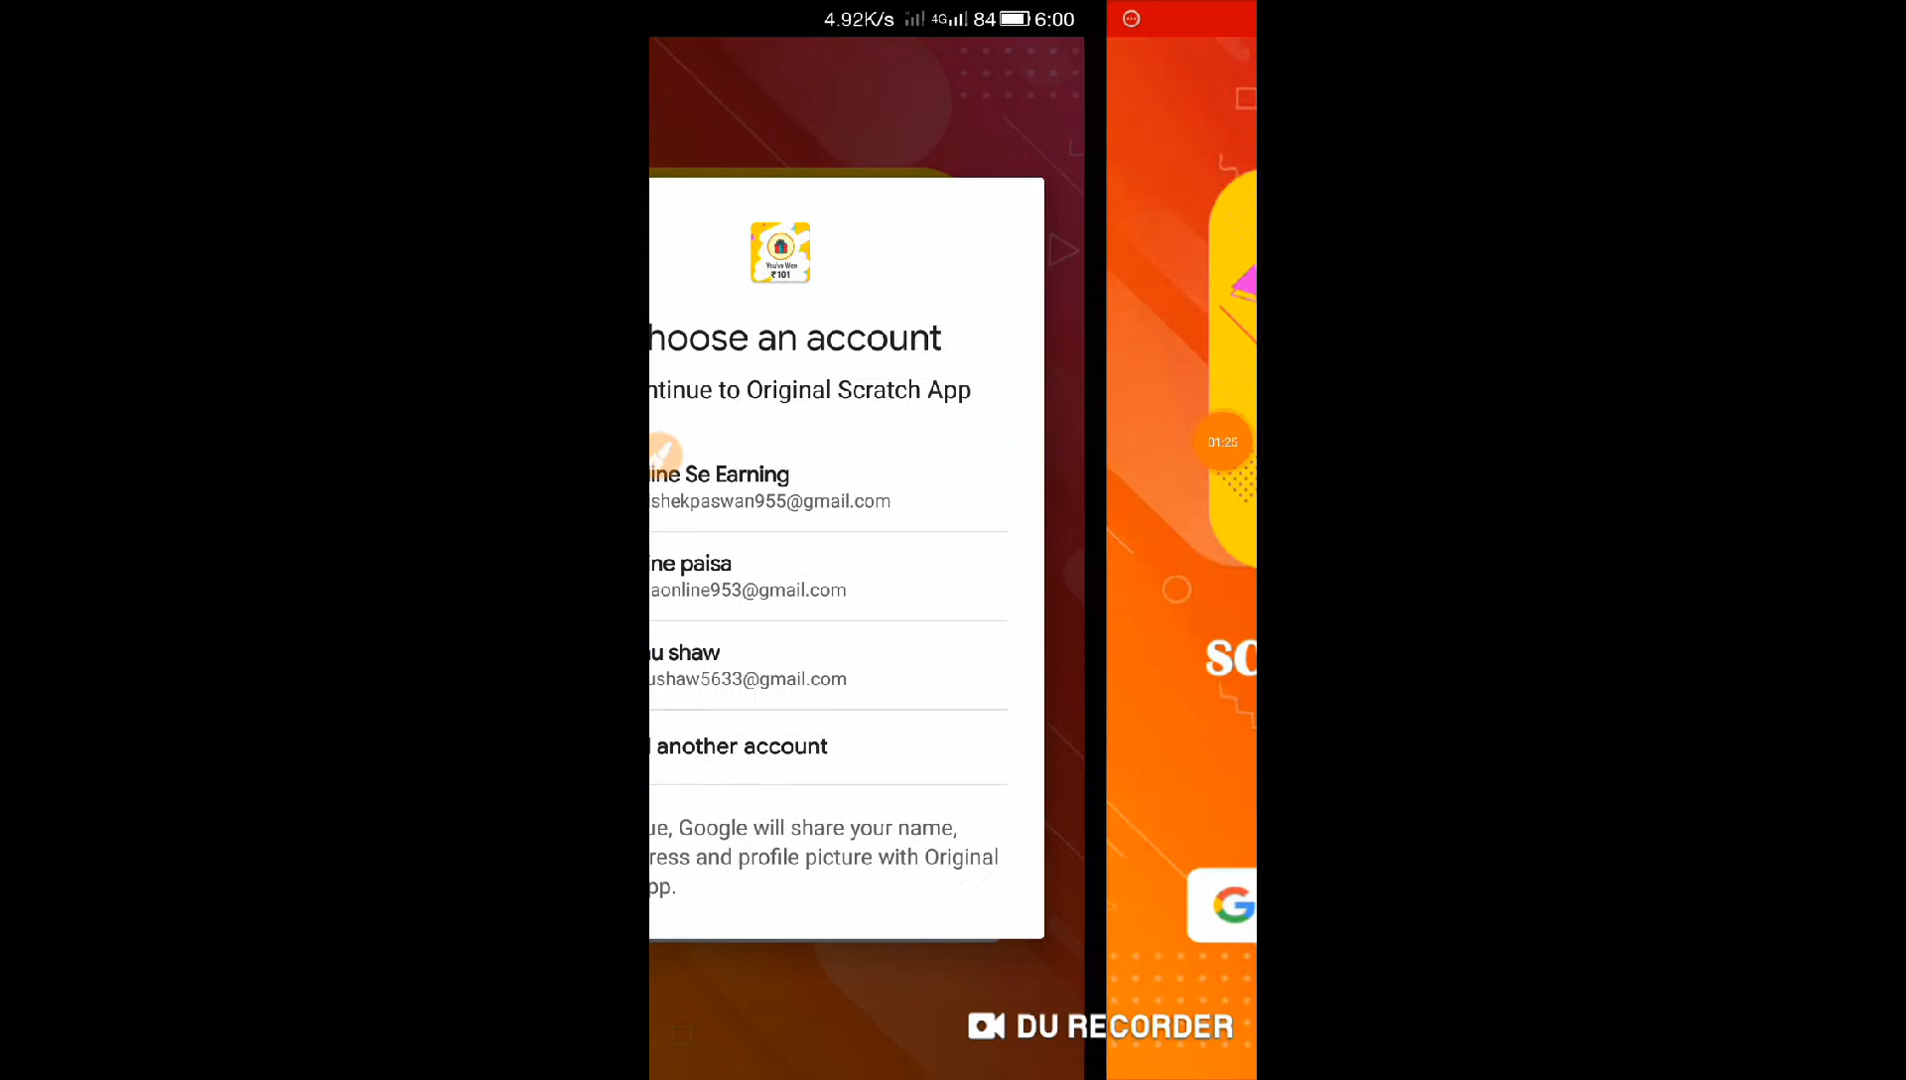 4.92K/s 4G 84 6:00
You've Won
₹101
hoose an account
ntinue to Original Scratch App
ine Se Earning
shekpaswan955@gmail.com
ine paisa
aonline953@gmail.com
u shaw
ushaw5633@gmail.com
another account
ue, Google will share your name,
ress and profile picture with Original
pp.
01:25
SC
G
DU RECORDER